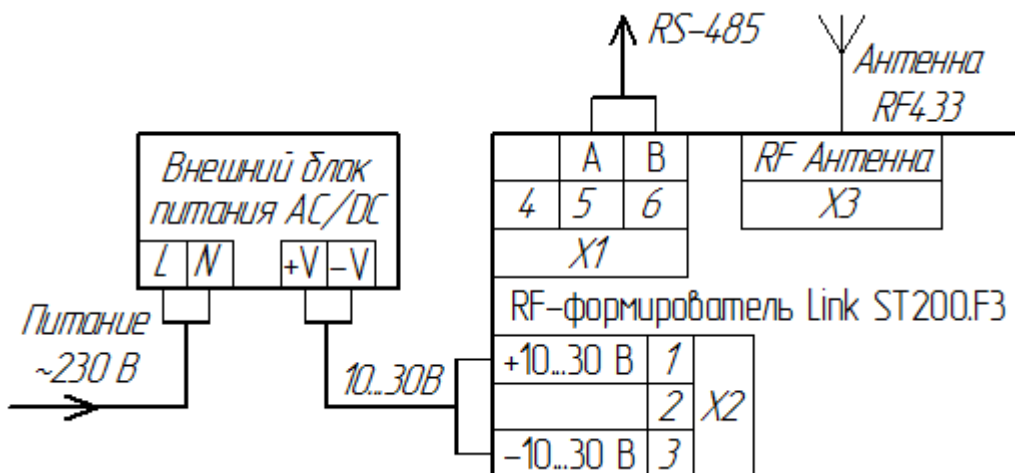 RS-485
Антенна
RF433
Внешний блок
питания AC/DC
L N +V -V
A B
4 5 6
X1
RF Антенна
X3
RF-формирователь Link ST200.F3
Питание
~230 В
10...30В
+10...30 В 1
2
-10...30 В 3
X2